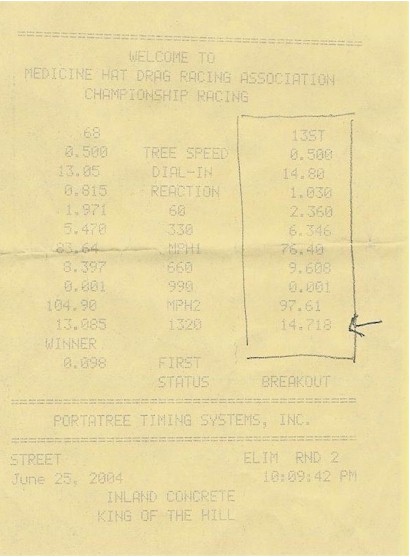 WELCOME TO
MEDICINE HAT DRAG RACING ASSOCIATION
CHAMPIONSHIP RACING
68 13ST
0.500 TREE SPEED 0.500
13.05 DIAL-IN 14.80
0.815 REACTION 1.030
1.971 60 2.360
5.470 330 6.346
83.64 MPH1 76.40
8.397 660 9.608
0.001 990 0.001
104.90 MPH2 97.61
13.085 1320 14.718
WINNER
0.098 FIRST
STATUS BREAKOUT
PORTATREE TIMING SYSTEMS, INC.
STREET ELIM RND 2
June 25, 2004 10:09:42 PM
INLAND CONCRETE
KING OF THE HILL